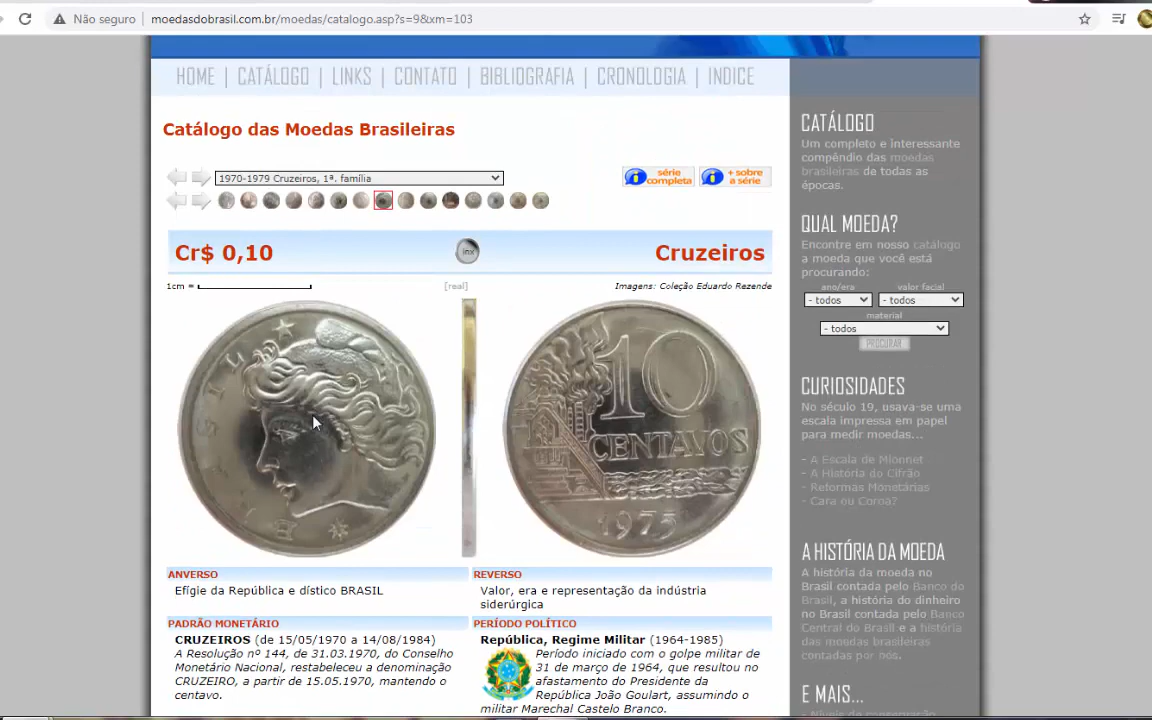 Não seguro
moedasdobrasil.com.br/moedas/catalogo.asp?s=9&xm=103
HOME | CATÁLOGO | LINKS | CONTATO | BIBLIOGRAFIA | CRONOLOGIA | INDICE
Catálogo das Moedas Brasileiras
1970-1979 Cruzeiros, 1ª. família
série
completa
+ sobre
a série
Cr$ 0,10
inx
Cruzeiros
1cm =
[real]
Imagens: Coleção Eduardo Rezende
BRASIL
10
CENTAVOS
1975
ANVERSO
Efígie da República e dístico BRASIL
REVERSO
Valor, era e representação da indústria
siderúrgica
PADRÃO MONETÁRIO
CRUZEIROS (de 15/05/1970 a 14/08/1984)
A Resolução nº 144, de 31.03.1970, do Conselho
Monetário Nacional, restabeleceu a denominação
CRUZEIRO, a partir de 15.05.1970, mantendo o
centavo.
PERÍODO POLÍTICO
República, Regime Militar (1964-1985)
Período iniciado com o golpe militar de
31 de março de 1964, que resultou no
afastamento do Presidente da
República João Goulart, assumindo o
militar Marechal Castelo Branco.
CATÁLOGO
Um completo e interessante
compêndio das moedas
brasileiras de todas as
épocas.
QUAL MOEDA?
Encontre em nosso catálogo
a moeda que você está
procurando:
ano/era
valor facial
- todos
- todos
material
- todos
PROCURAR
CURIOSIDADES
No século 19, usava-se uma
escala impressa em papel
para medir moedas...
- A Escala de Mionnet
- A História do Cifrão
- Reformas Monetárias
- Cara ou Coroa?
A HISTÓRIA DA MOEDA
A história da moeda no
Brasil contada pelo Banco do
Brasil, a história do dinheiro
no Brasil contada pelo Banco
Central do Brasil e a história
das moedas brasileiras
contadas por nós.
E MAIS...
- Níveis de conservação